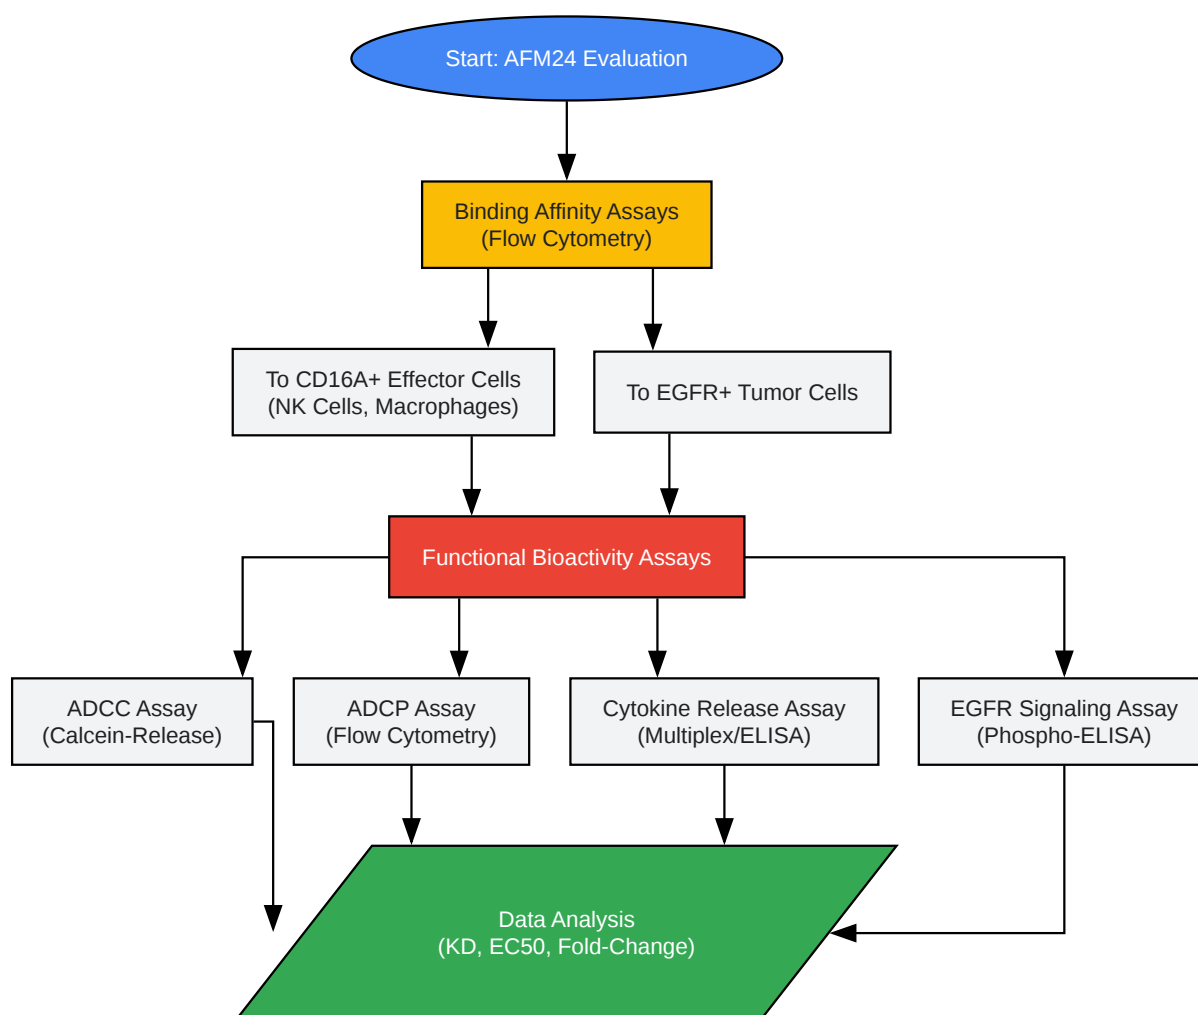 Start: AFM24 Evaluation
Binding Affinity Assays
(Flow Cytometry)
To CD16A+ Effector Cells
(NK Cells, Macrophages)
To EGFR+ Tumor Cells
Functional Bioactivity Assays
ADCC Assay
(Calcein-Release)
ADCP Assay
(Flow Cytometry)
Cytokine Release Assay
(Multiplex/ELISA)
EGFR Signaling Assay
(Phospho-ELISA)
Data Analysis
(KD, EC50, Fold-Change)